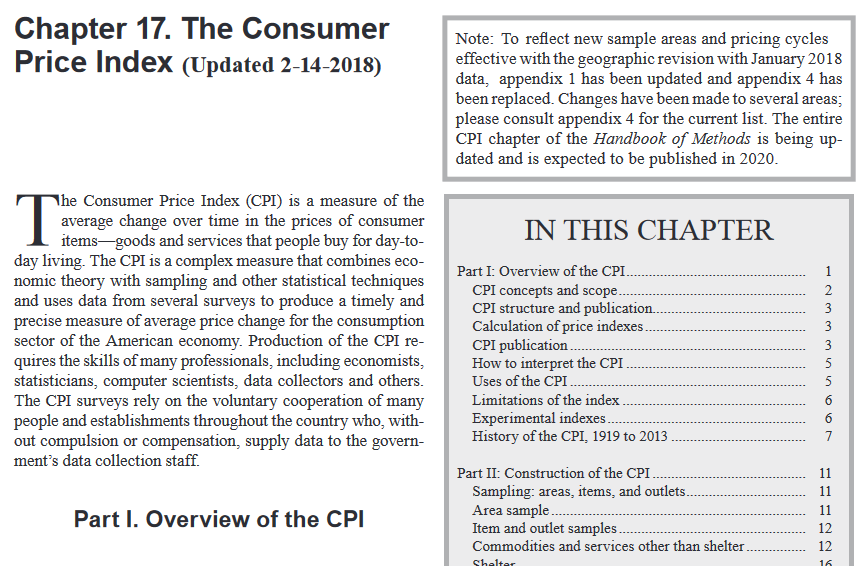 Chapter 17. The Consumer
Price Index (Updated 2-14-2018)
The Consumer Price Index (CPI) is a measure of the
average change over time in the prices of consumer
items—goods and services that people buy for day-to-
day living. The CPI is a complex measure that combines eco-
nomic theory with sampling and other statistical techniques
and uses data from several surveys to produce a timely and
precise measure of average price change for the consumption
sector of the American economy. Production of the CPI re-
quires the skills of many professionals, including economists,
statisticians, computer scientists, data collectors and others.
The CPI surveys rely on the voluntary cooperation of many
people and establishments throughout the country who, with-
out compulsion or compensation, supply data to the govern-
ment’s data collection staff.
Part I. Overview of the CPI
Note: To reflect new sample areas and pricing cycles
effective with the geographic revision with January 2018
data, appendix 1 has been updated and appendix 4 has
been replaced. Changes have been made to several areas;
please consult appendix 4 for the current list. The entire
CPI chapter of the Handbook of Methods is being up-
dated and is expected to be published in 2020.
IN THIS CHAPTER
Part I: Overview of the CPI 1
CPI concepts and scope 2
CPI structure and publication 3
Calculation of price indexes 3
CPI publication 3
How to interpret the CPI 5
Uses of the CPI 5
Limitations of the index 6
Experimental indexes 6
History of the CPI, 1919 to 2013 7
Part II: Construction of the CPI 11
Sampling: areas, items, and outlets 11
Area sample 11
Item and outlet samples 12
Commodities and services other than shelter 12
Shelter 16